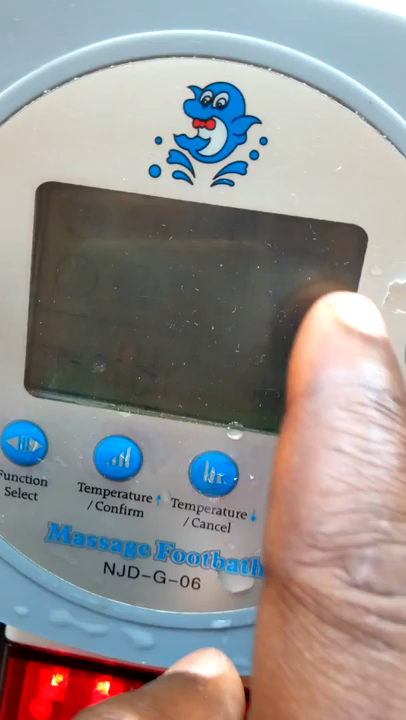 Function
Select
Temperature↑
/Confirm
Temperature↓
/Cancel
Massage Footbath
NJD-G-06